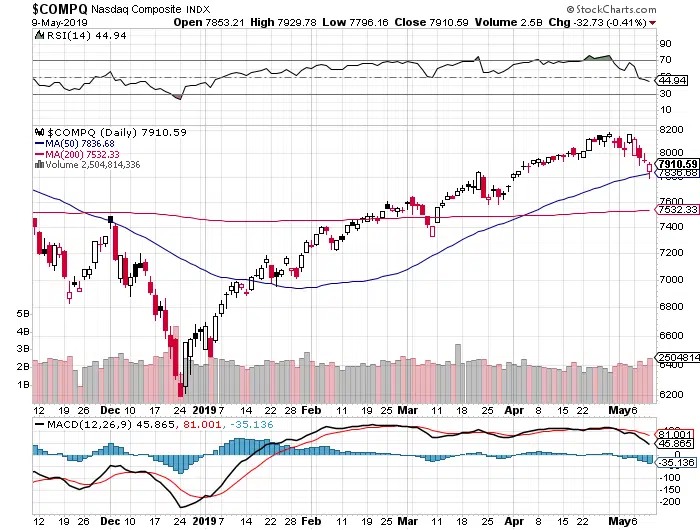 $COMPQ Nasdaq Composite INDX © StockCharts.com
9-May-2019 Open 7853.21 High 7929.78 Low 7796.16 Close 7910.59 Volume 2.5B Chg -32.73 (-0.41%)
RSI(14) 44.94
90
70
50
44.94
30
10
$COMPQ (Daily) 7910.59
MA(50) 7836.68
MA(200) 7532.33
Volume 2,504,814,336
8200
8000
7910.59
7836.68
7600
7532.33
7400
7200
7000
6800
6600
6400
6200
5B
4B
3B
2B
1B
2504814
12 19 26 Dec 10 17 24 2019 7 14 22 28 Feb 11 19 25 Mar 11 18 25 Apr 8 15 22 May 6
MACD(12,26,9) 45.865, 81.001, -35.136
100
81.001
50
45.865
0
-35.136
-50
-100
-150
-200
12 19 26 Dec 10 17 24 2019 7 14 22 28 Feb 11 19 25 Mar 11 18 25 Apr 8 15 22 May 6